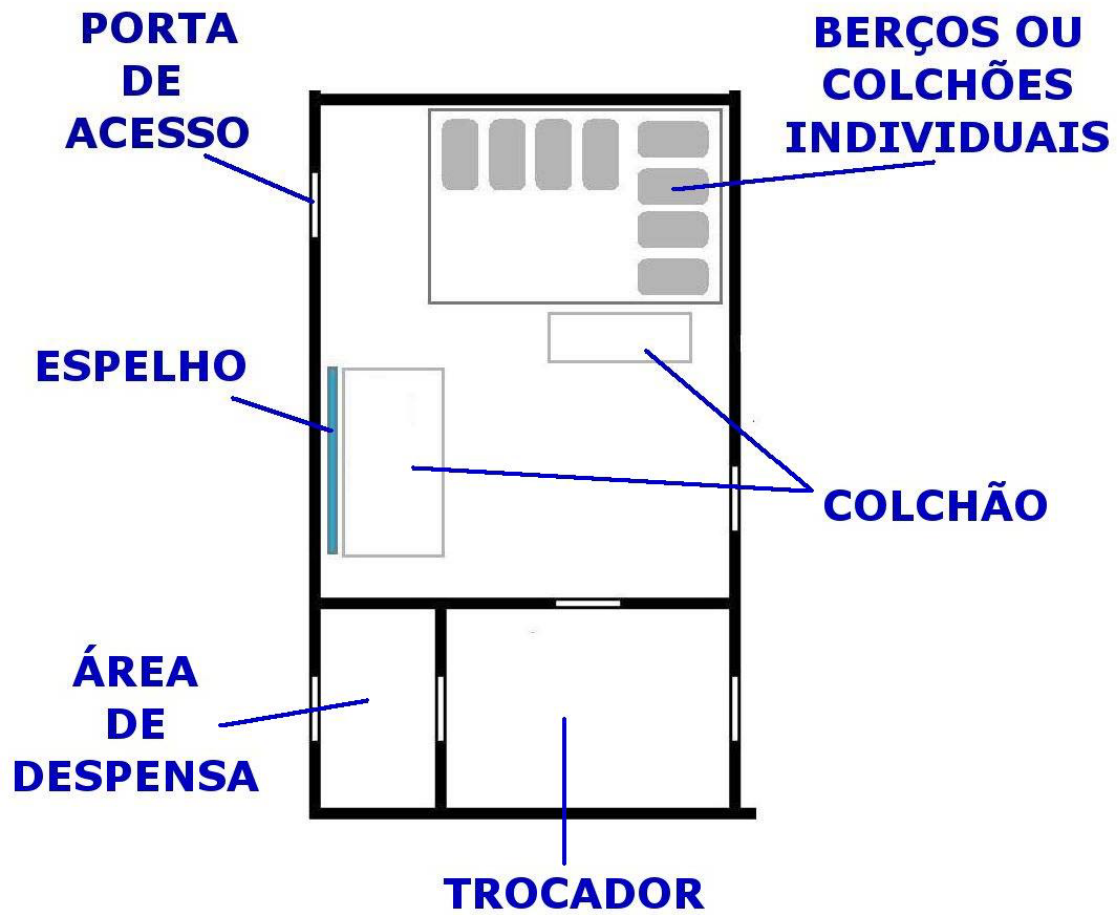 PORTA
DE
ACESSO
BERÇOS OU
COLCHÕES
INDIVIDUAIS
ESPELHO
COLCHÃO
ÁREA
DE
DESPENSA
TROCADOR